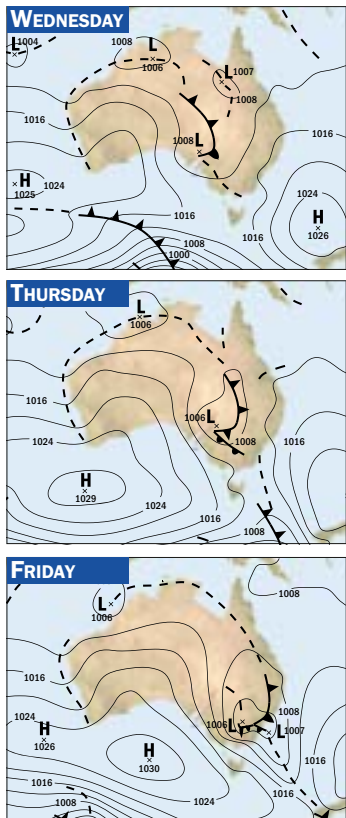 WEDNESDAY
L 1004
1008
L
1006
L 1007
1008
1016
1008 L
1016
H 1024
1025
1024
1016
H
1026
1016
1008
1000
THURSDAY
L
1006
1016
1006 L
1024
1008
1016
H
1029
1024
1016
1008
FRIDAY
1008
L
1006
1016
1024
1008
1006 L
L 1007
H
1026
H
1030
1016
1016
1016
1024
1008